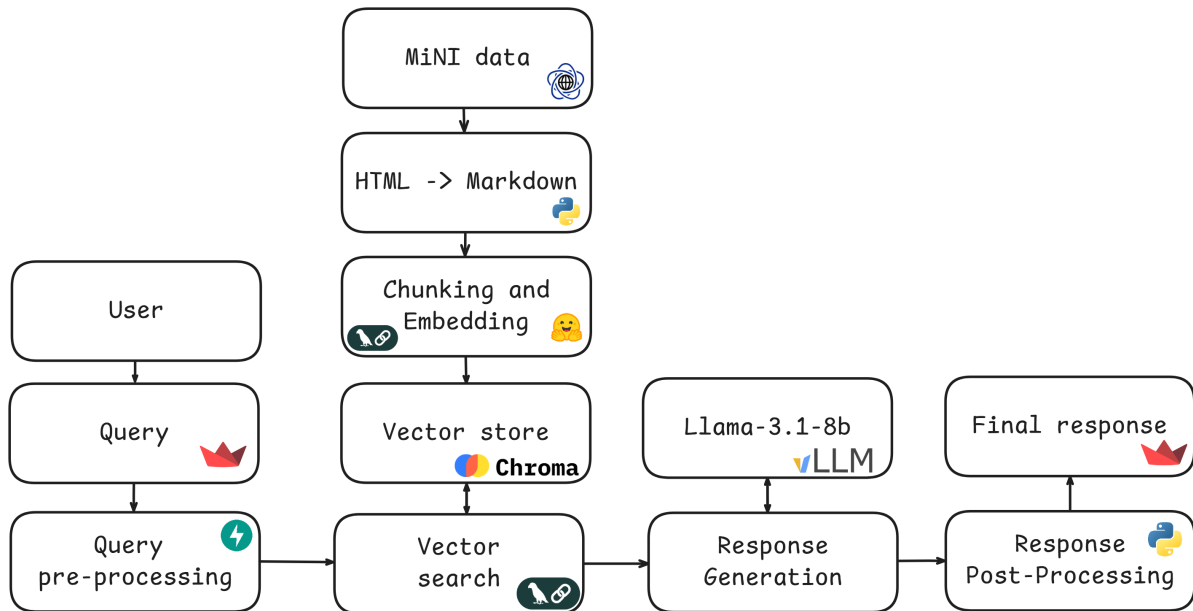 MiNI data
HTML -> Markdown
Chunking and
Embedding
User
Query
Vector store
Chroma
Llama-3.1-8b
vLLM
Final response
Query
pre-processing
Vector
search
Response
Generation
Response
Post-Processing